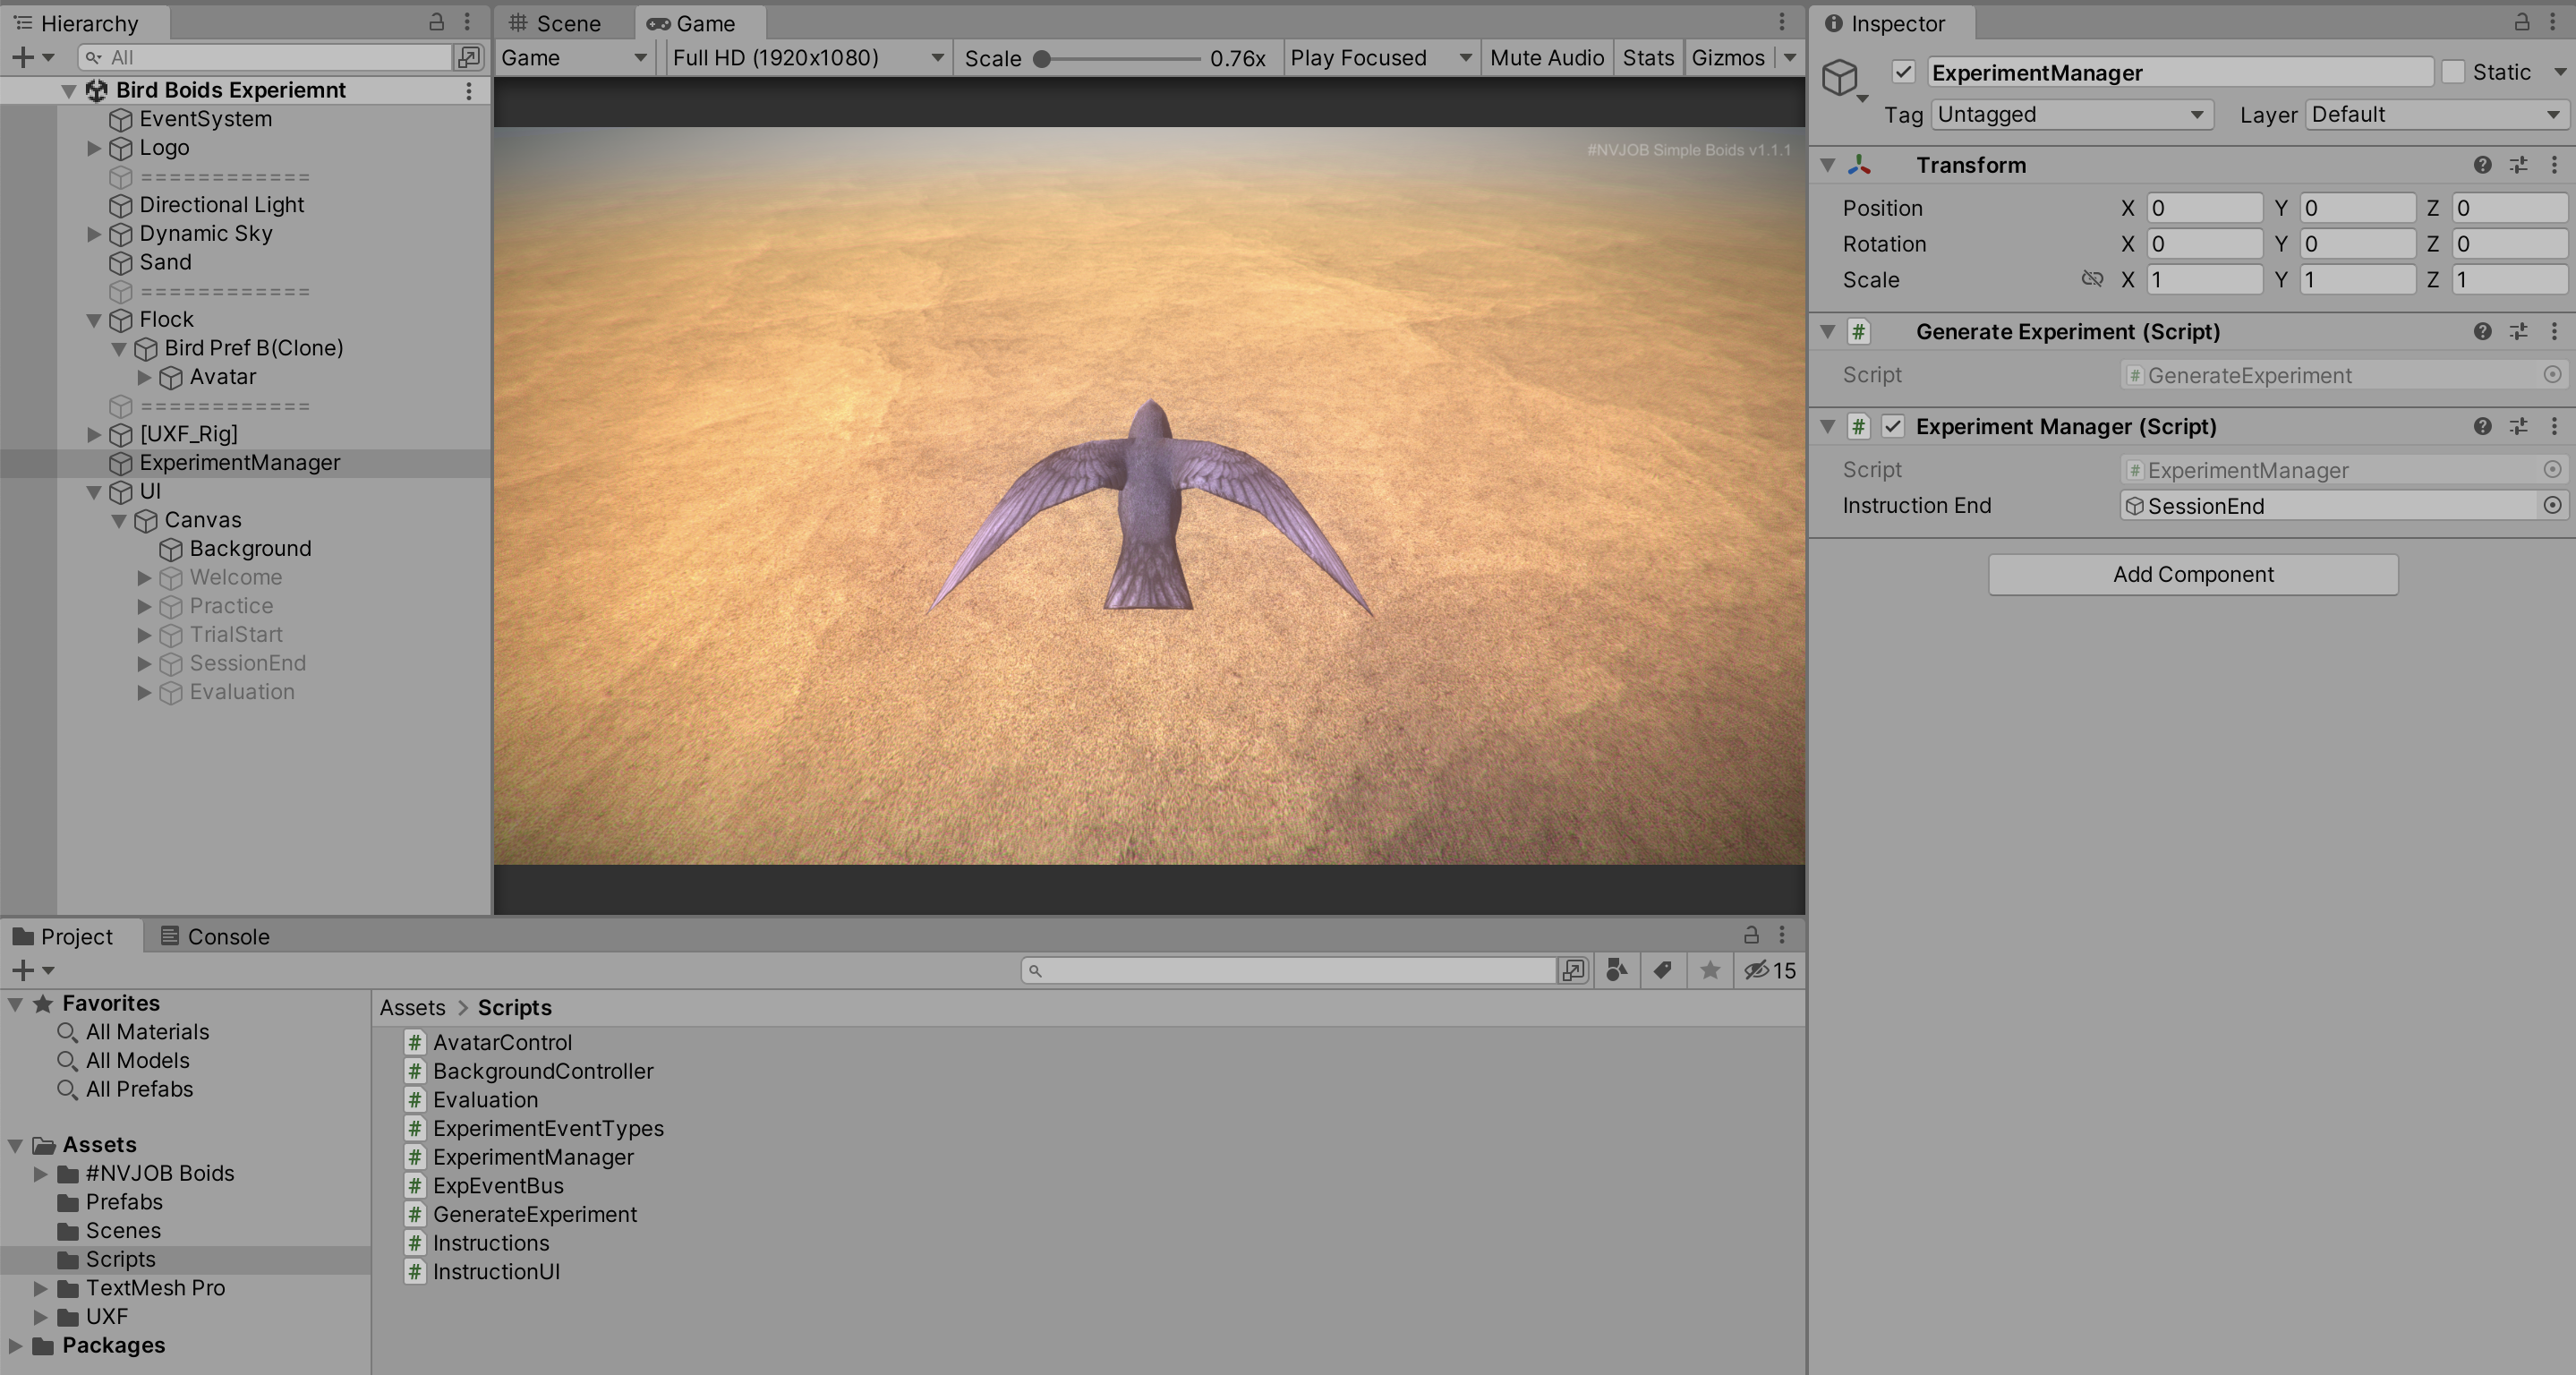 Hierarchy
All
Bird Boids Experiemnt
EventSystem
Logo
============
Directional Light
Dynamic Sky
Sand
============
Flock
Bird Pref B(Clone)
Avatar
============
[UXF_Rig]
ExperimentManager
UI
Canvas
Background
Welcome
Practice
TrialStart
SessionEnd
Evaluation
Scene Game
Game Full HD (1920x1080) Scale 0.76x Play Focused Mute Audio Stats Gizmos
#NVJOB Simple Boids v1.1.1
Inspector
ExperimentManager Static
Tag Untagged Layer Default
Transform
Position X 0 Y 0 Z 0
Rotation X 0 Y 0 Z 0
Scale X 1 Y 1 Z 1
# Generate Experiment (Script)
Script # GenerateExperiment
# Experiment Manager (Script)
Script # ExperimentManager
Instruction End SessionEnd
Add Component
Project Console
15
Favorites
All Materials
All Models
All Prefabs
Assets
#NVJOB Boids
Prefabs
Scenes
Scripts
TextMesh Pro
UXF
Packages
Assets > Scripts
# AvatarControl
# BackgroundController
# Evaluation
# ExperimentEventTypes
# ExperimentManager
# ExpEventBus
# GenerateExperiment
# Instructions
# InstructionUI